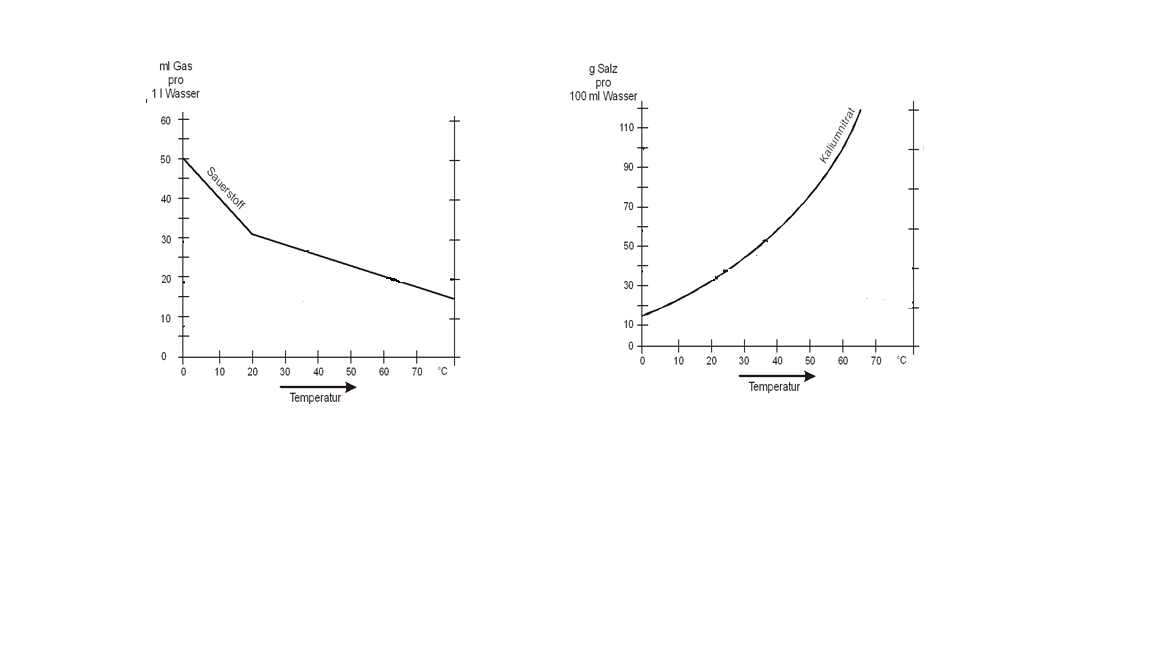 ml Gas
pro
1 l Wasser
60
50
40
30
20
10
0
Sauerstoff
0 10 20 30 40 50 60 70 °C
Temperatur
g Salz
pro
100 ml Wasser
110
90
70
50
30
10
0
Kaliumnitrat
0 10 20 30 40 50 60 70 °C
Temperatur